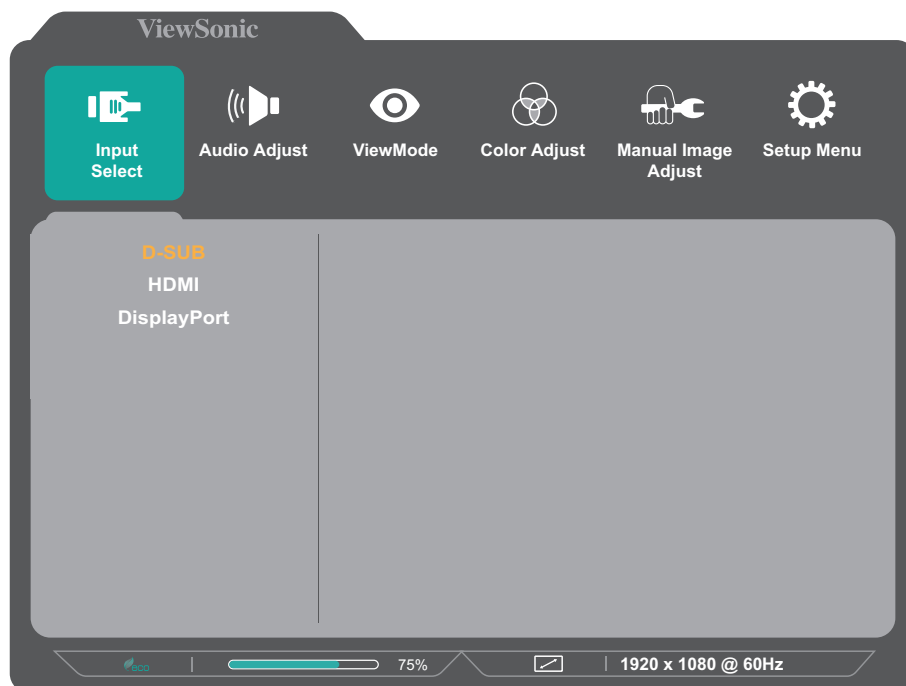 ViewSonic
Input
Select
Audio Adjust
ViewMode
Color Adjust
Manual Image
Adjust
Setup Menu
D-SUB
HDMI
DisplayPort
eco
75%
1920 x 1080 @ 60Hz